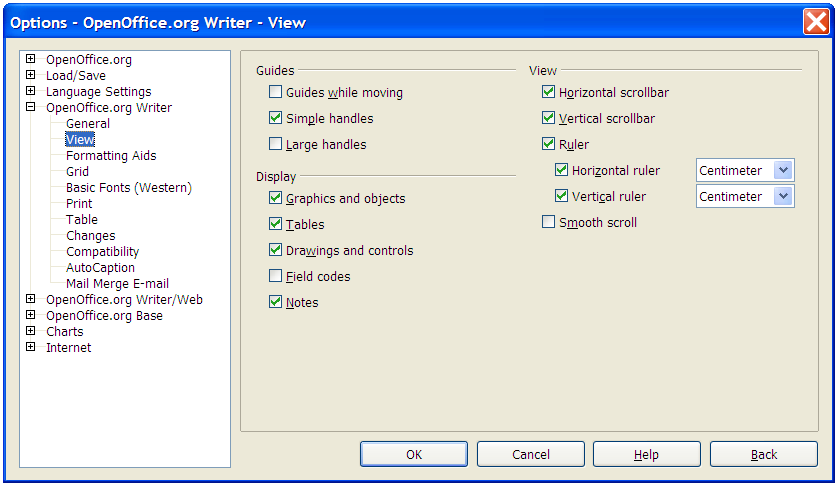 Options - OpenOffice.org Writer - View
OpenOffice.org
Load/Save
Language Settings
OpenOffice.org Writer
General
View
Formatting Aids
Grid
Basic Fonts (Western)
Print
Table
Changes
Compatibility
AutoCaption
Mail Merge E-mail
OpenOffice.org Writer/Web
OpenOffice.org Base
Charts
Internet
Guides
Guides while moving
Simple handles
Large handles
Display
Graphics and objects
Tables
Drawings and controls
Field codes
Notes
View
Horizontal scrollbar
Vertical scrollbar
Ruler
Horizontal ruler Centimeter
Vertical ruler Centimeter
Smooth scroll
OK Cancel Help Back